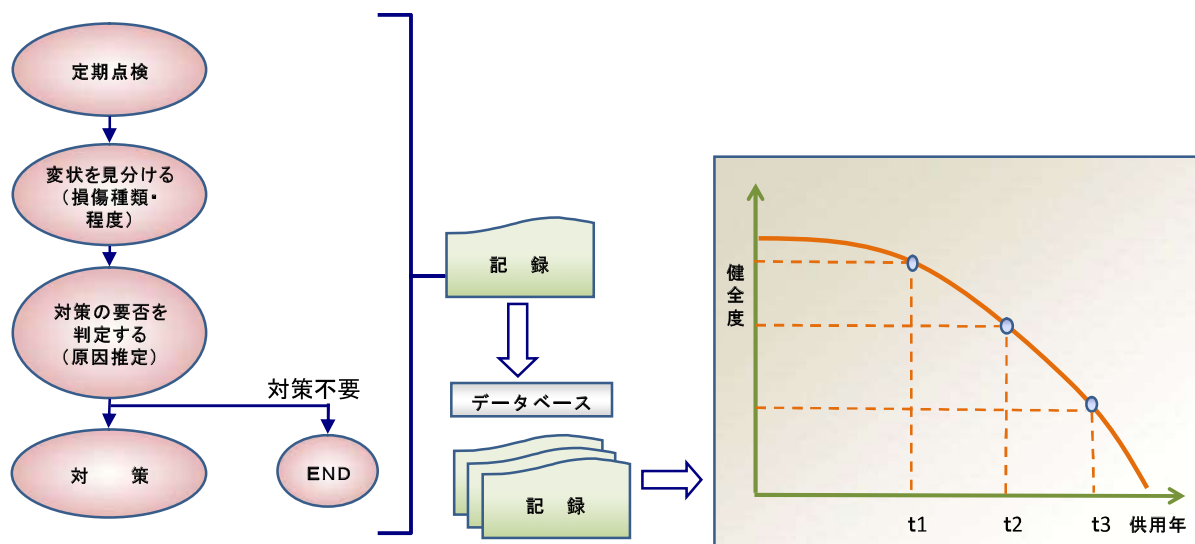 定期点検
変状を見分ける
（損傷種類・
程度）
対策の要否を
判定する
（原因推定）
対策不要
対　　策
END
記　録
データベース
記　録
健
全
度
t1
t2
t3
供用年